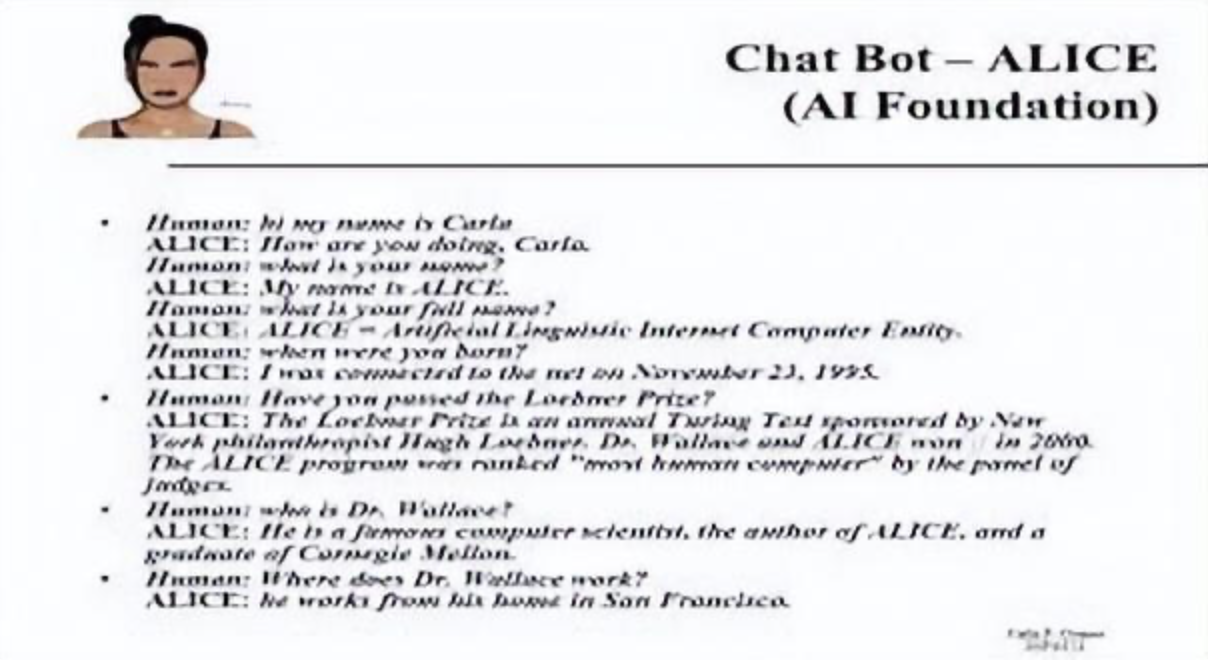 Chat Bot – ALICE
(AI Foundation)
• Human: hi my name is Carla
ALICE: How are you doing, Carla.
Human: what is your name?
ALICE: My name is ALICE.
Human: what is your full name?
ALICE: ALICE – Artificial Linguistic Internet Computer Entity.
Human: when were you born?
ALICE: I was connected to the net on November 23, 1995.
• Human: Have you passed the Loebner Prize?
ALICE: The Loebner Prize is an annual Turing Test sponsored by New
York philanthropist Hugh Loebner. Dr. Wallace and ALICE won in 2000.
The ALICE program was ranked "most human computer" by the panel of
judges.
• Human: who is Dr. Wallace?
ALICE: He is a famous computer scientist, the author of ALICE, and a
graduate of Carnegie Mellon.
• Human: Where does Dr. Wallace work?
ALICE: he works from his home in San Francisco.